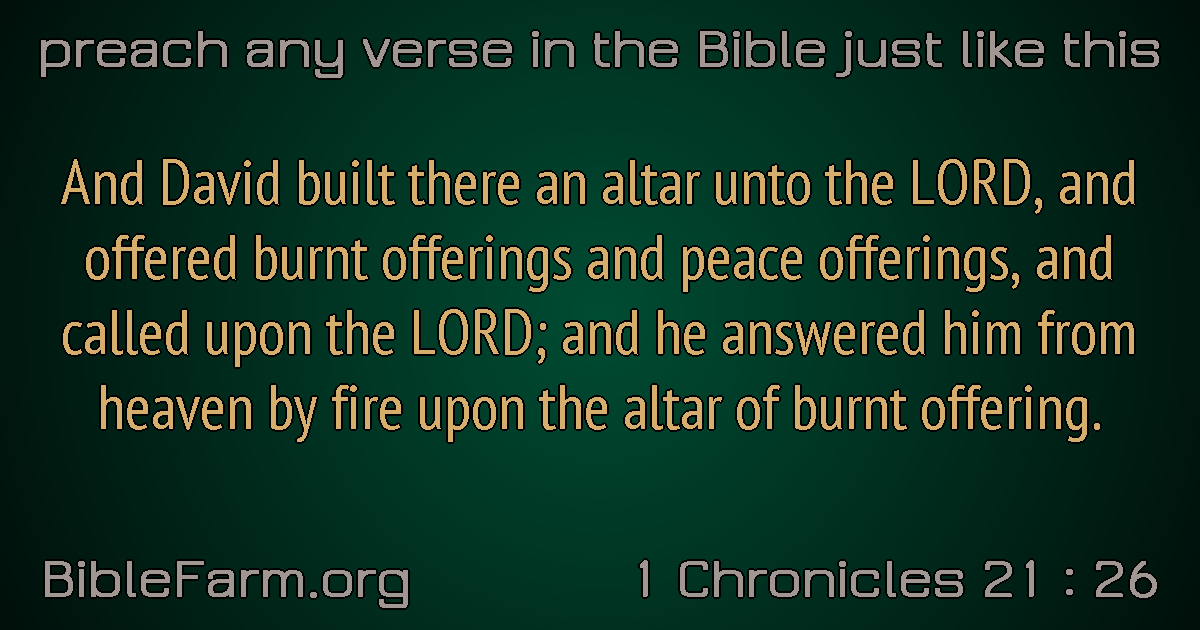 preach any verse in the Bible just like this
And David built there an altar unto the LORD, and
offered burnt offerings and peace offerings, and
called upon the LORD; and he answered him from
heaven by fire upon the altar of burnt offering.
BibleFarm.org
1 Chronicles 21 : 26